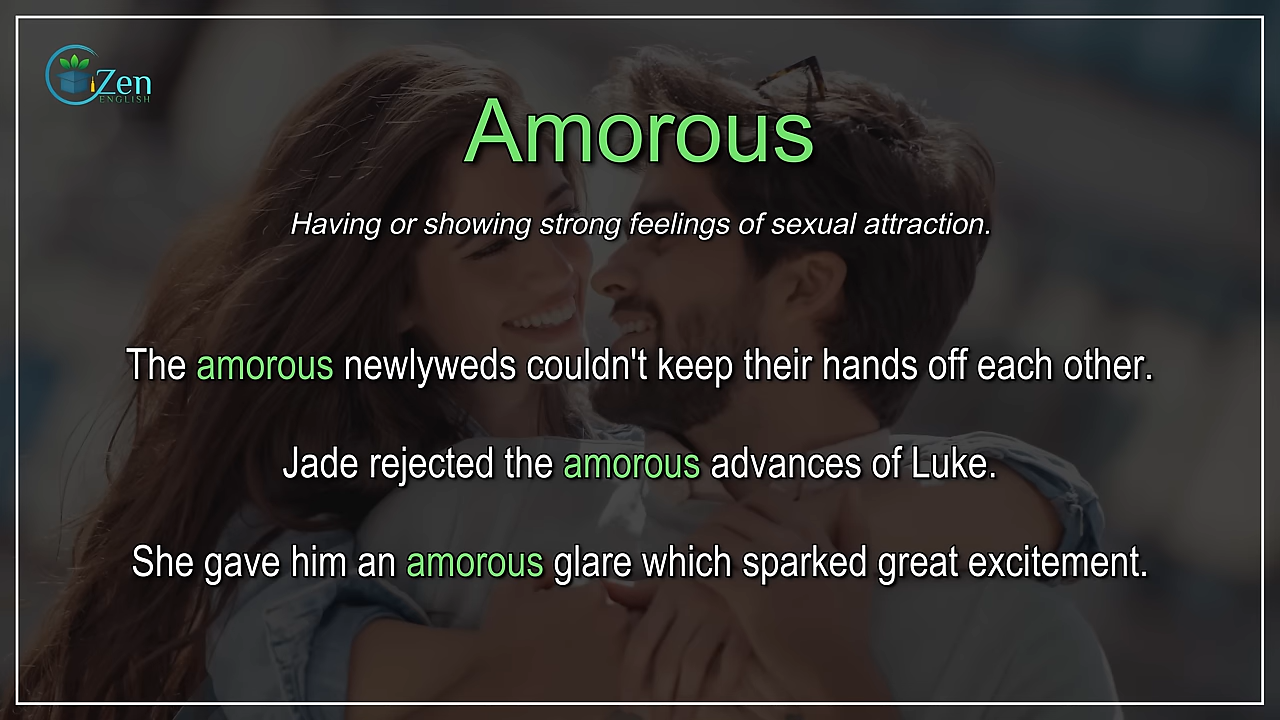 Zen
ENGLISH
Amorous
Having or showing strong feelings of sexual attraction.
The amorous newlyweds couldn't keep their hands off each other.
Jade rejected the amorous advances of Luke.
She gave him an amorous glare which sparked great excitement.